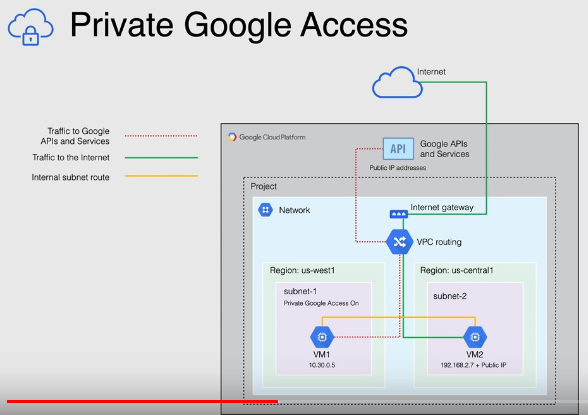 Private Google Access
Internet
Traffic to Google
APIs and Services
Traffic to the Internet
Internal subnet route
Google Cloud Platform
API
Google APIs
and Services
Public IP addresses
Project
Network
Internet gateway
VPC routing
Region: us-west1
Region: us-central1
subnet-1
Private Google Access On
subnet-2
VM1
10.30.0.5
VM2
192.168.2.7 + Public IP